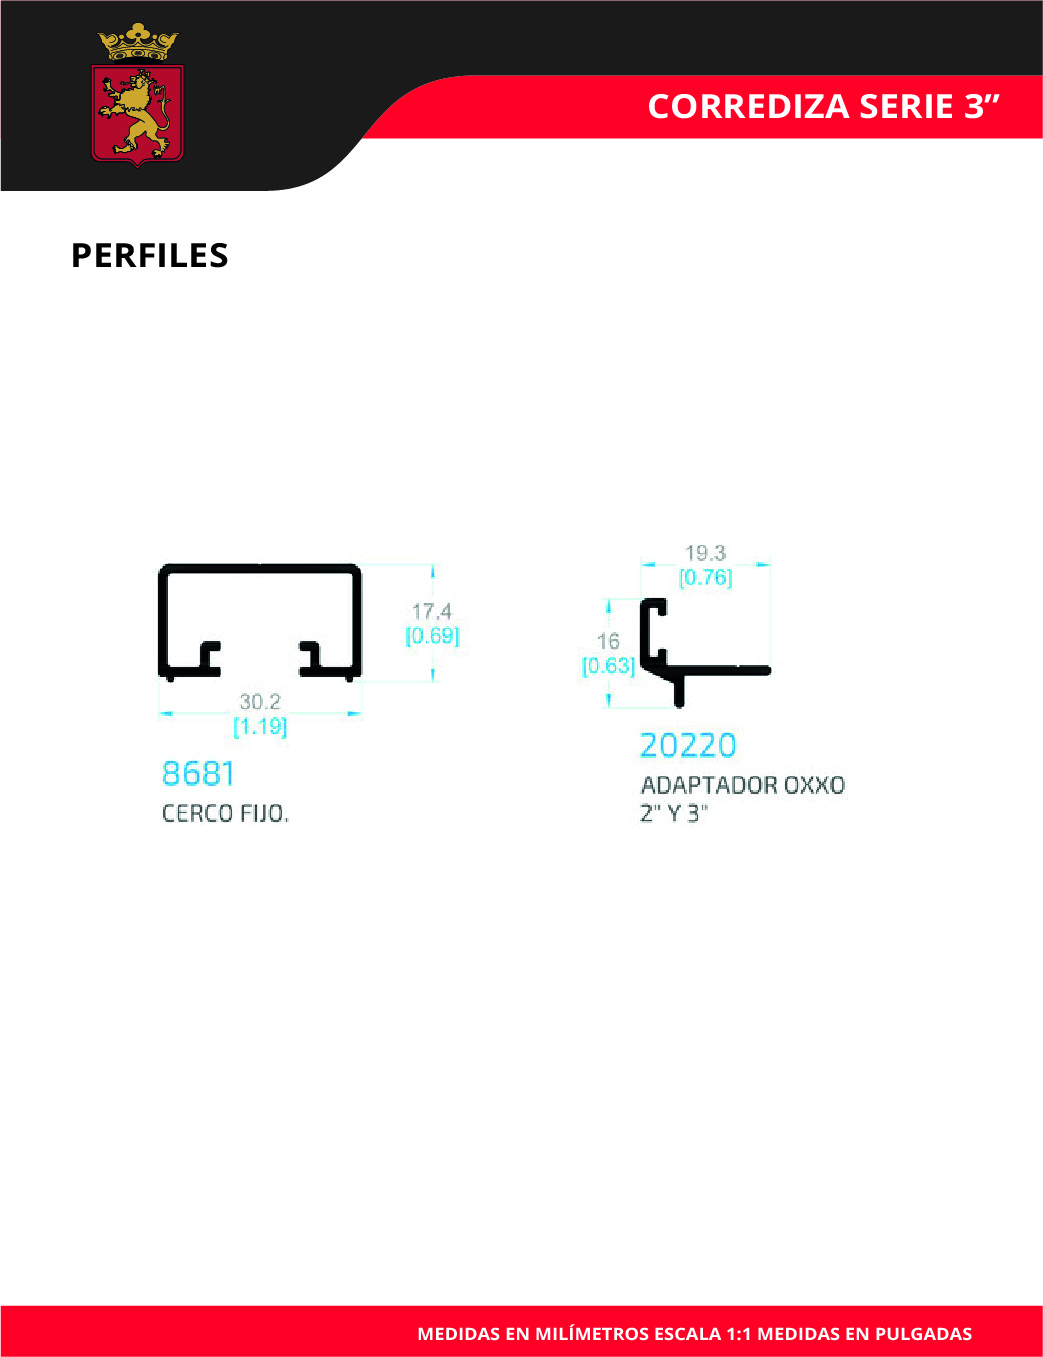 CORREDIZA SERIE 3”
PERFILES
17.4
[0.69]
30.2
[1.19]
8681
CERCO FIJO.
19.3
[0.76]
16
[0.63]
20220
ADAPTADOR OXXO
2" Y 3"
MEDIDAS EN MILÍMETROS ESCALA 1:1 MEDIDAS EN PULGADAS